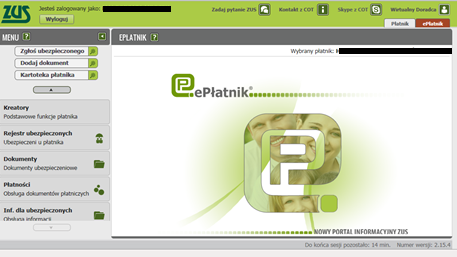 ZUS
Jesteś zalogowany jako:
Wyloguj
Zadaj pytanie ZUS
Kontakt z COT
Skype z COT
Wirtualny Doradca
Płatnik
ePłatnik
MENU
Zgłoś ubezpieczonego
Dodaj dokument
Kartoteka płatnika
Kreatory
Podstawowe funkcje płatnika
Rejestr ubezpieczonych
Ubezpieczeni u płatnika
Dokumenty
Dokumenty ubezpieczeniowe
Płatności
Obsługa dokumentów płatniczych
Inf. dla ubezpieczonych
Obsługa informacji
EPŁATNIK
Wybrany płatnik:
ePłatnik®
NOWY PORTAL INFORMACYJNY ZUS
Do końca sesji pozostało: 14 min. Numer wersji: 2.15.4